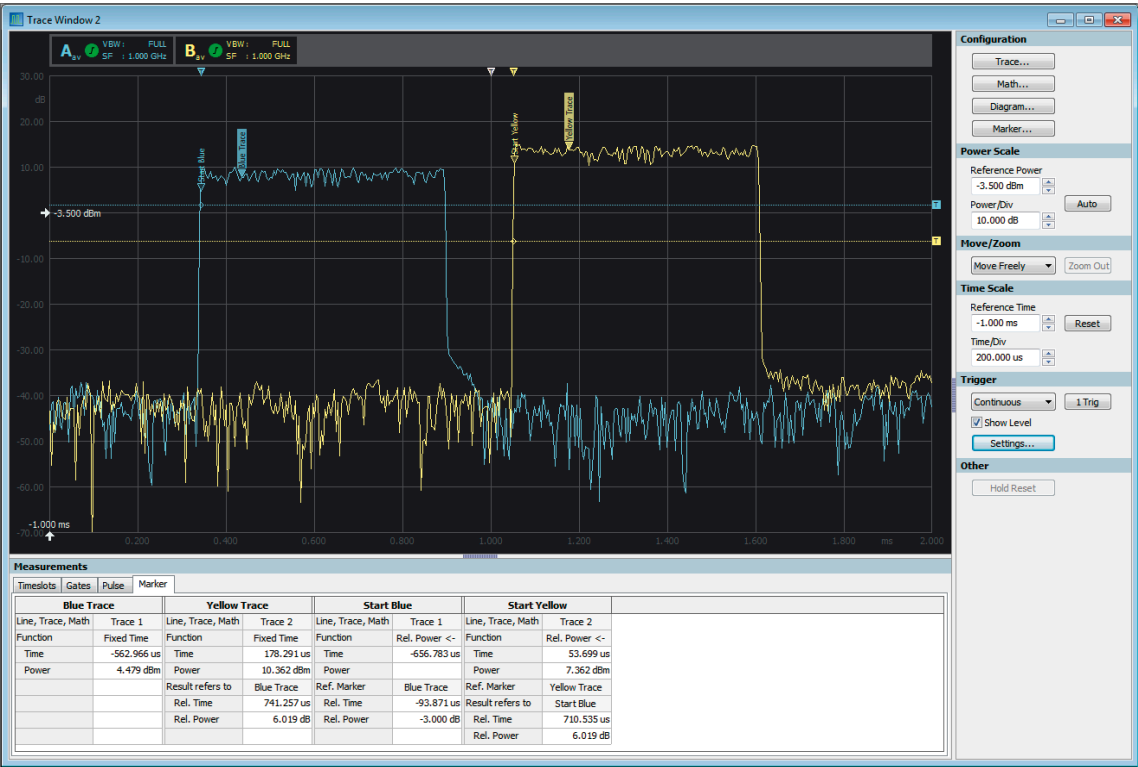 Trace Window 2
A av VBW : FULL
SF : 1.000 GHz
B av VBW : FULL
SF : 1.000 GHz
30.00
dB
20.00
10.00
-3.500 dBm
-10.00
-20.00
-30.00
-40.00
-50.00
-60.00
-70.00
Start Blue
Blue Trace
Start Yellow
Yellow Trace
T
T
-1.000 ms
0.200 0.400 0.600 0.800 1.000 1.200 1.400 1.600 1.800 ms 2.000
Configuration
Trace...
Math...
Diagram...
Marker...
Power Scale
Reference Power
-3.500 dBm
Power/Div
10.000 dB Auto
Move/Zoom
Move Freely Zoom Out
Time Scale
Reference Time
-1.000 ms Reset
Time/Div
200.000 us
Trigger
Continuous 1 Trig
Show Level
Settings...
Other
Hold Reset
Measurements
Timeslots Gates Pulse Marker
Blue Trace Yellow Trace Start Blue Start Yellow
Line, Trace, Math Trace 1 Line, Trace, Math Trace 2 Line, Trace, Math Trace 1 Line, Trace, Math Trace 2
Function Fixed Time Function Fixed Time Function Rel. Power <- Function Rel. Power <-
Time -562.966 us Time 178.291 us Time -656.783 us Time 53.699 us
Power 4.479 dBm Power 10.362 dBm Power Power 7.362 dBm
Result refers to Blue Trace Ref. Marker Blue Trace Ref. Marker Yellow Trace
Rel. Time 741.257 us Rel. Time -93.871 us Result refers to Start Blue
Rel. Power 6.019 dB Rel. Power -3.000 dB Rel. Time 710.535 us
Rel. Power 6.019 dB